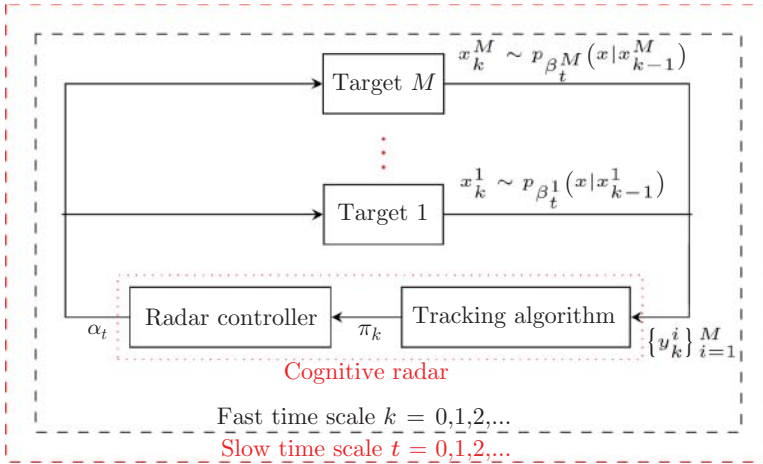 x_k^M ∼ p_{β_t^M}(x|x_{k−1}^M)
Target M
x_k^1 ∼ p_{β_t^1}(x|x_{k−1}^1)
Target 1
Radar controller
Tracking algorithm
α_t
π_k
{y_k^i}_{i=1}^M
Cognitive radar
Fast time scale k = 0,1,2,...
Slow time scale t = 0,1,2,...